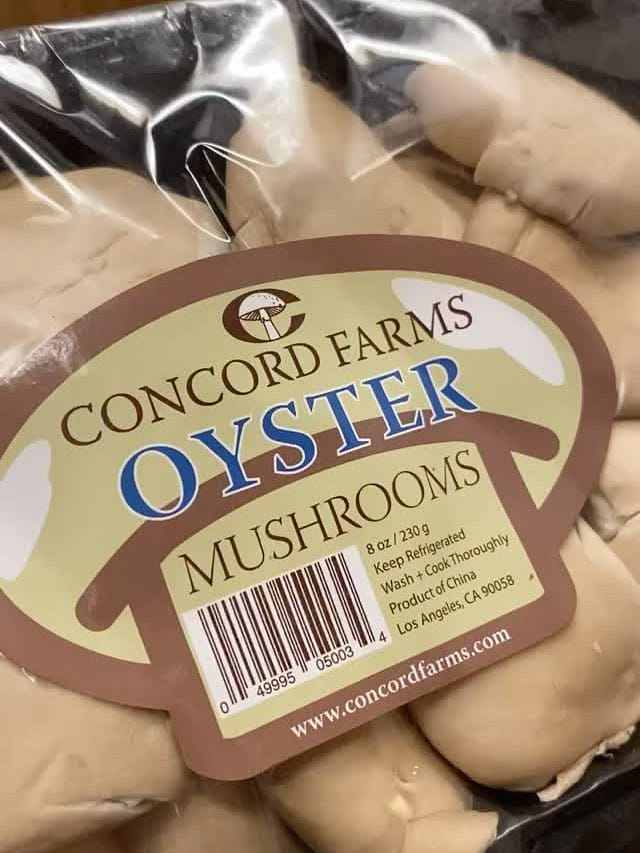 CONCORD FARMS
OYSTER
MUSHROOMS
8 oz / 230 g
Keep Refrigerated
Wash + Cook Thoroughly
Product of China
Los Angeles, CA 90058
0 49995 05003 4
www.concordfarms.com